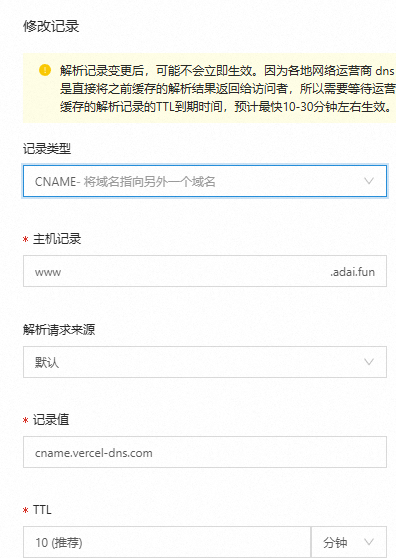 修改记录
解析记录变更后，可能不会立即生效。因为各地网络运营商 dns
是直接将之前缓存的解析结果返回给访问者，所以需要等待运营
缓存的解析记录的TTL到期时间，预计最快10-30分钟左右生效。
记录类型
CNAME- 将域名指向另外一个域名
* 主机记录
www .adai.fun
解析请求来源
默认
* 记录值
cname.vercel-dns.com
* TTL
10 (推荐) 分钟